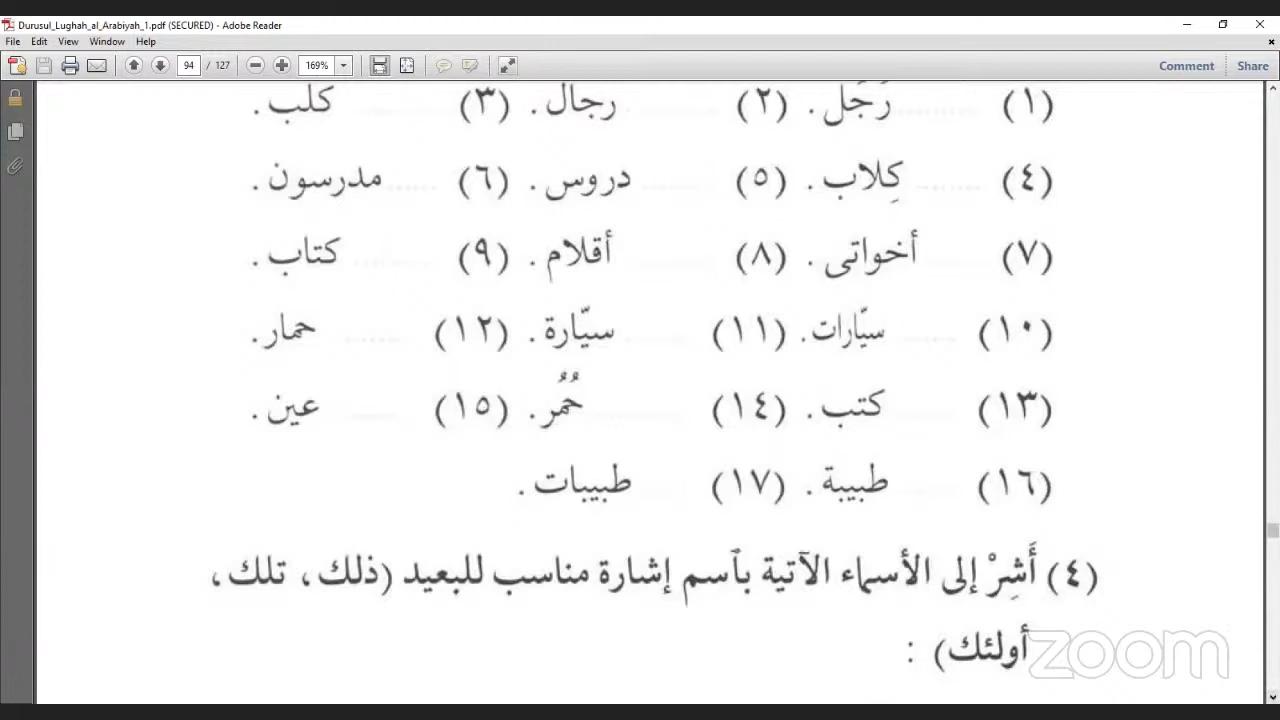 Durusul_Lughah_al_Arabiyah_1.pdf (SECURED) - Adobe Reader
File Edit View Window Help
94 / 127 169% Comment Share
(١) ........... رَجُل . (٢) ........... رجال . (٣) ........... كلب .
(٤) ........... كِلاب . (٥) ........... دروس . (٦) ........... مدرسون .
(٧) ........... أخواتى . (٨) ........... أقلام . (٩) ........... كتاب .
(١٠) ........... سيّارات . (١١) ........... سيّارة . (١٢) ........... حمار .
(١٣) ........... كتب . (١٤) ........... حُمُر . (١٥) ........... عين .
(١٦) ........... طبيبة . (١٧) ........... طبيبات .
(٤) أَشِرْ إلى الأسماء الآتية بٱسم إشارة مناسب للبعيد (ذلك، تلك،
أولئك) :
zoom